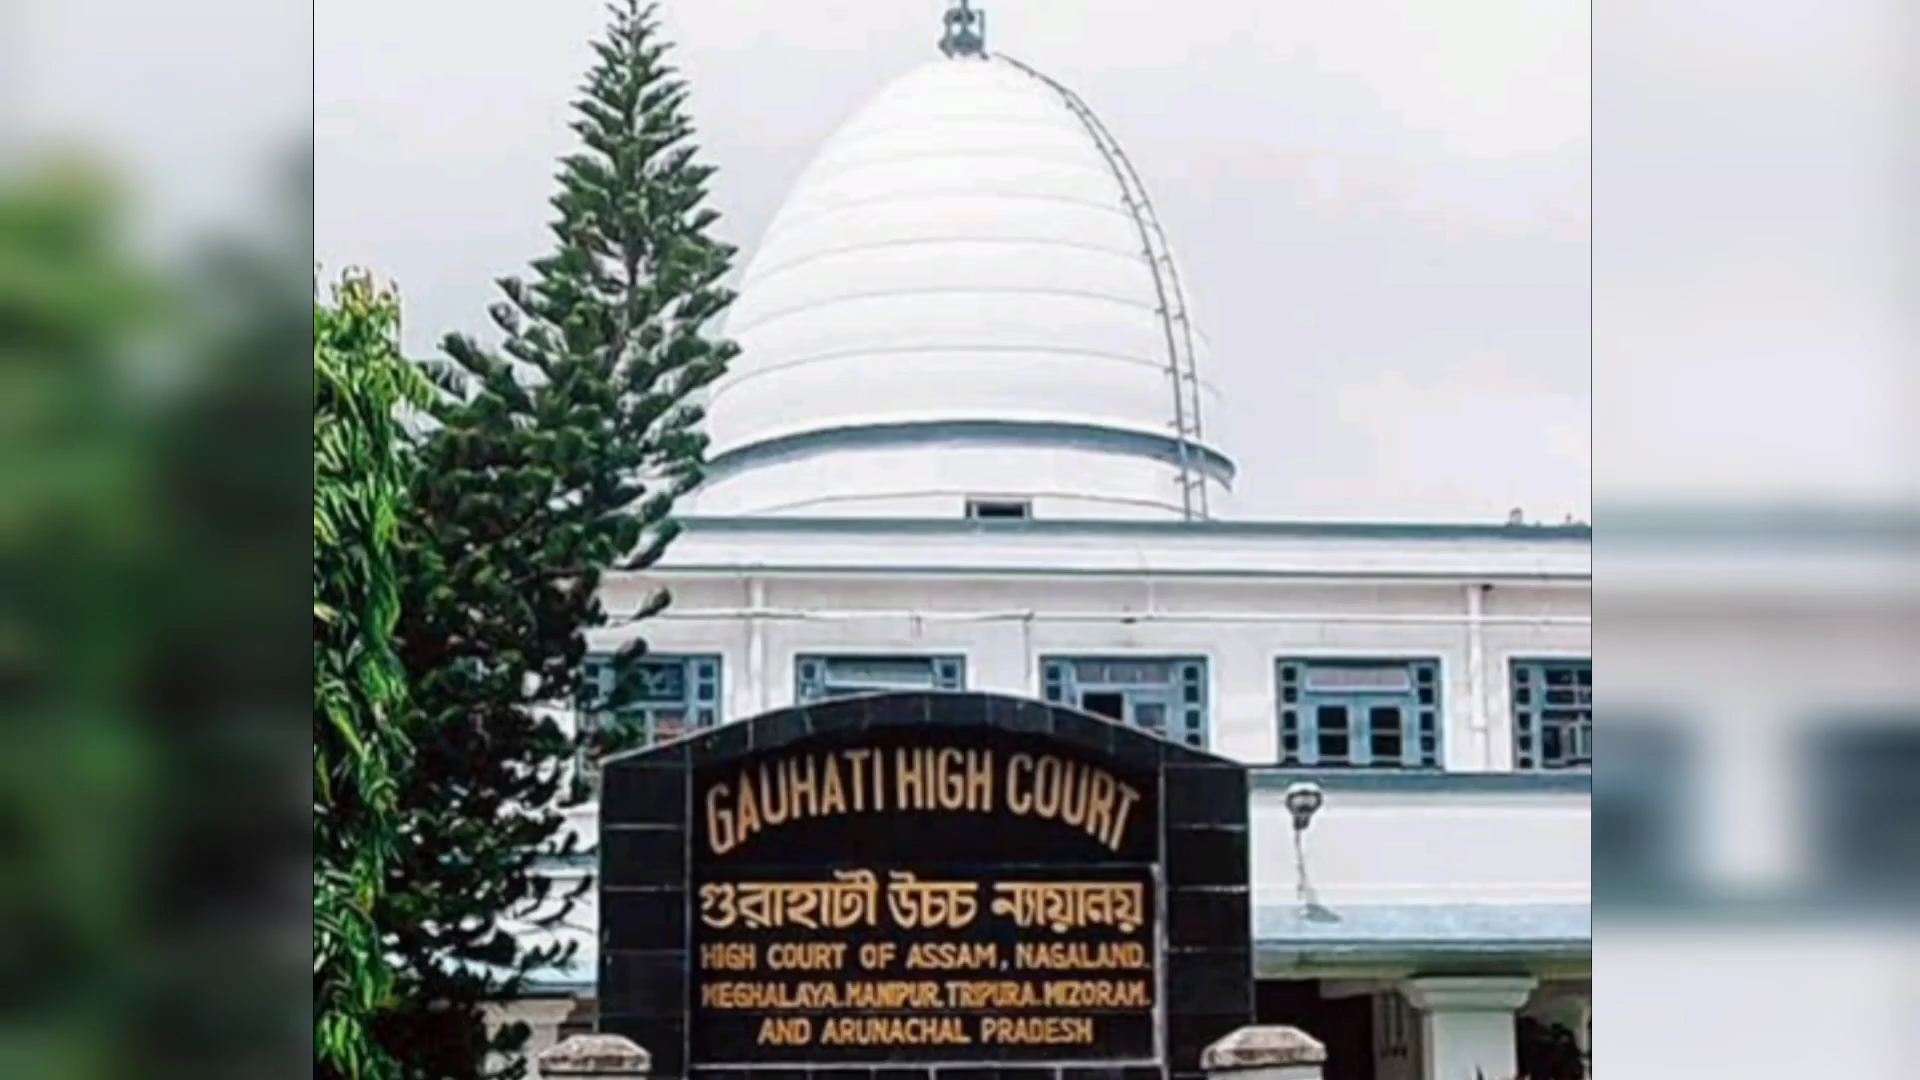 GAUHATI HIGH COURT
গুৱাহাটী উচ্চ ন্যায়ালয়
HIGH COURT OF ASSAM, NAGALAND.
MEGHALAYA. MANIPUR. TRIPURA. MIZORAM.
AND ARUNACHAL PRADESH